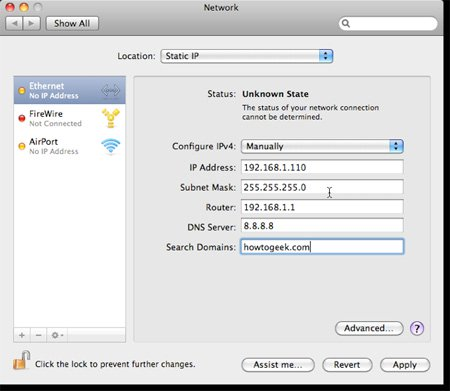 Network
Show All
Location: Static IP
Ethernet
No IP Address
FireWire
Not Connected
AirPort
No IP Address
Status: Unknown State
The status of your network connection
cannot be determined.
Configure IPv4: Manually
IP Address: 192.168.1.110
Subnet Mask: 255.255.255.0
Router: 192.168.1.1
DNS Server: 8.8.8.8
Search Domains: howtogeek.com
Advanced... ?
Click the lock to prevent further changes.
Assist me... Revert Apply